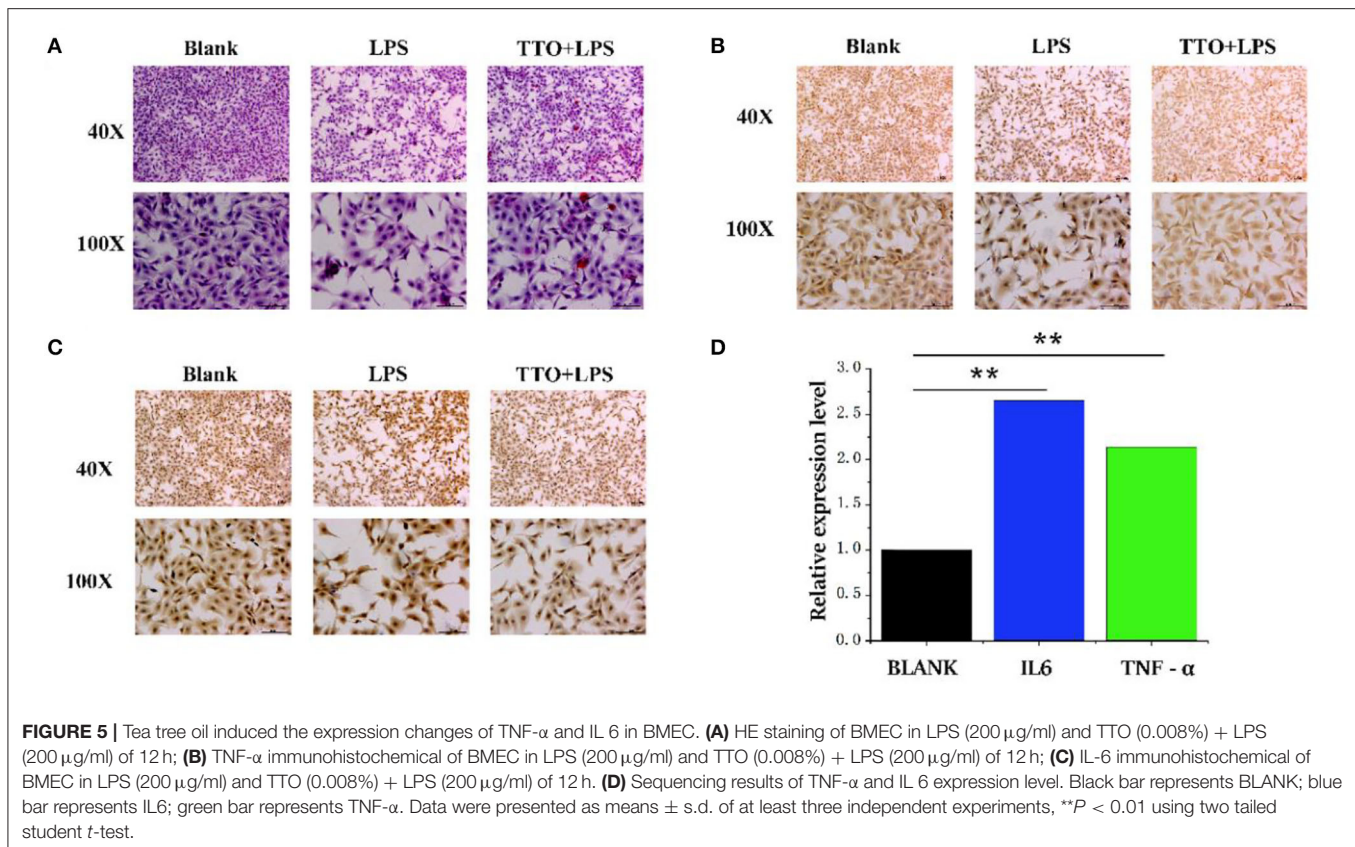 A
Blank LPS TTO+LPS
40X
100X
B
Blank LPS TTO+LPS
40X
100X
C
Blank LPS TTO+LPS
40X
100X
D
**
**
3.0
2.5
2.0
1.0
0.5
0.0
Relative expression level
BLANK IL6 TNF - α
FIGURE 5 | Tea tree oil induced the expression changes of TNF-α and IL 6 in BMEC. (A) HE staining of BMEC in LPS (200 μg/ml) and TTO (0.008%) + LPS
(200 μg/ml) of 12 h; (B) TNF-α immunohistochemical of BMEC in LPS (200 μg/ml) and TTO (0.008%) + LPS (200 μg/ml) of 12 h; (C) IL-6 immunohistochemical of
BMEC in LPS (200 μg/ml) and TTO (0.008%) + LPS (200 μg/ml) of 12 h. (D) Sequencing results of TNF-α and IL 6 expression level. Black bar represents BLANK; blue
bar represents IL6; green bar represents TNF-α. Data were presented as means ± s.d. of at least three independent experiments, **P < 0.01 using two tailed
student t-test.